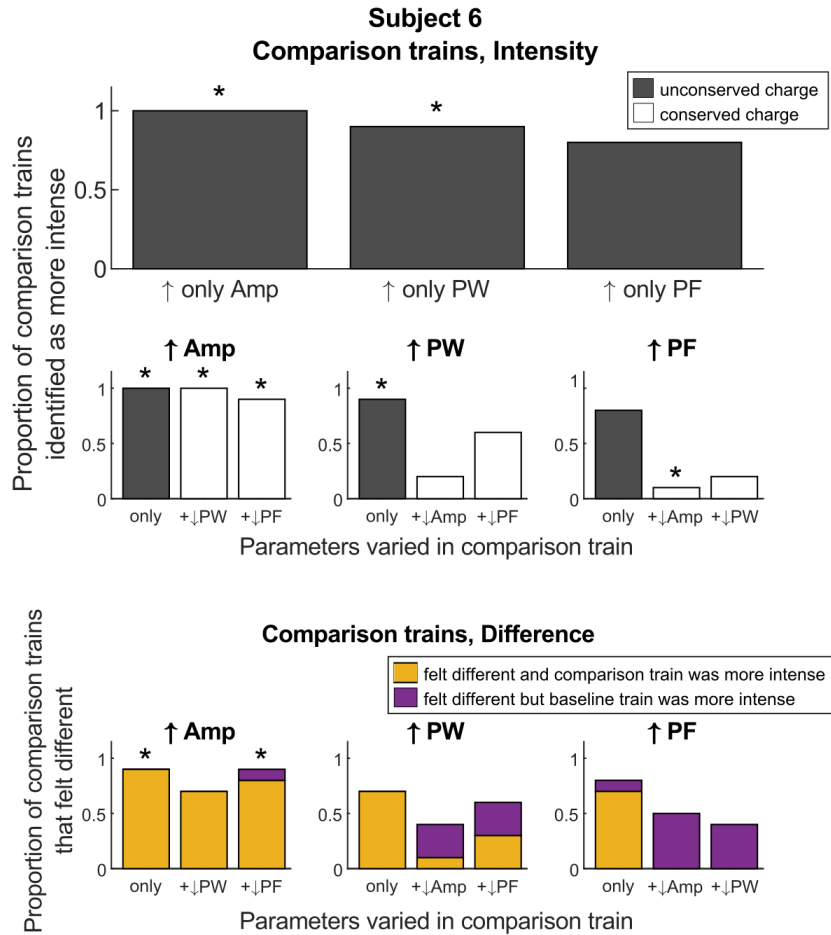 Subject 6
Comparison trains, Intensity
unconserved charge
conserved charge
Proportion of comparison trains
identified as more intense
1
0.5
0
*
*
↑ only Amp
↑ only PW
↑ only PF
↑ Amp
↑ PW
↑ PF
1
0.5
0
*
*
*
only
+↓PW
+↓PF
1
0.5
0
*
only
+↓Amp
+↓PF
1
0.5
0
*
only
+↓Amp
+↓PW
Parameters varied in comparison train
Comparison trains, Difference
felt different and comparison train was more intense
felt different but baseline train was more intense
Proportion of comparison trains
that felt different
↑ Amp
↑ PW
↑ PF
1
0.5
0
*
*
only
+↓PW
+↓PF
1
0.5
0
only
+↓Amp
+↓PF
1
0.5
0
only
+↓Amp
+↓PW
Parameters varied in comparison train